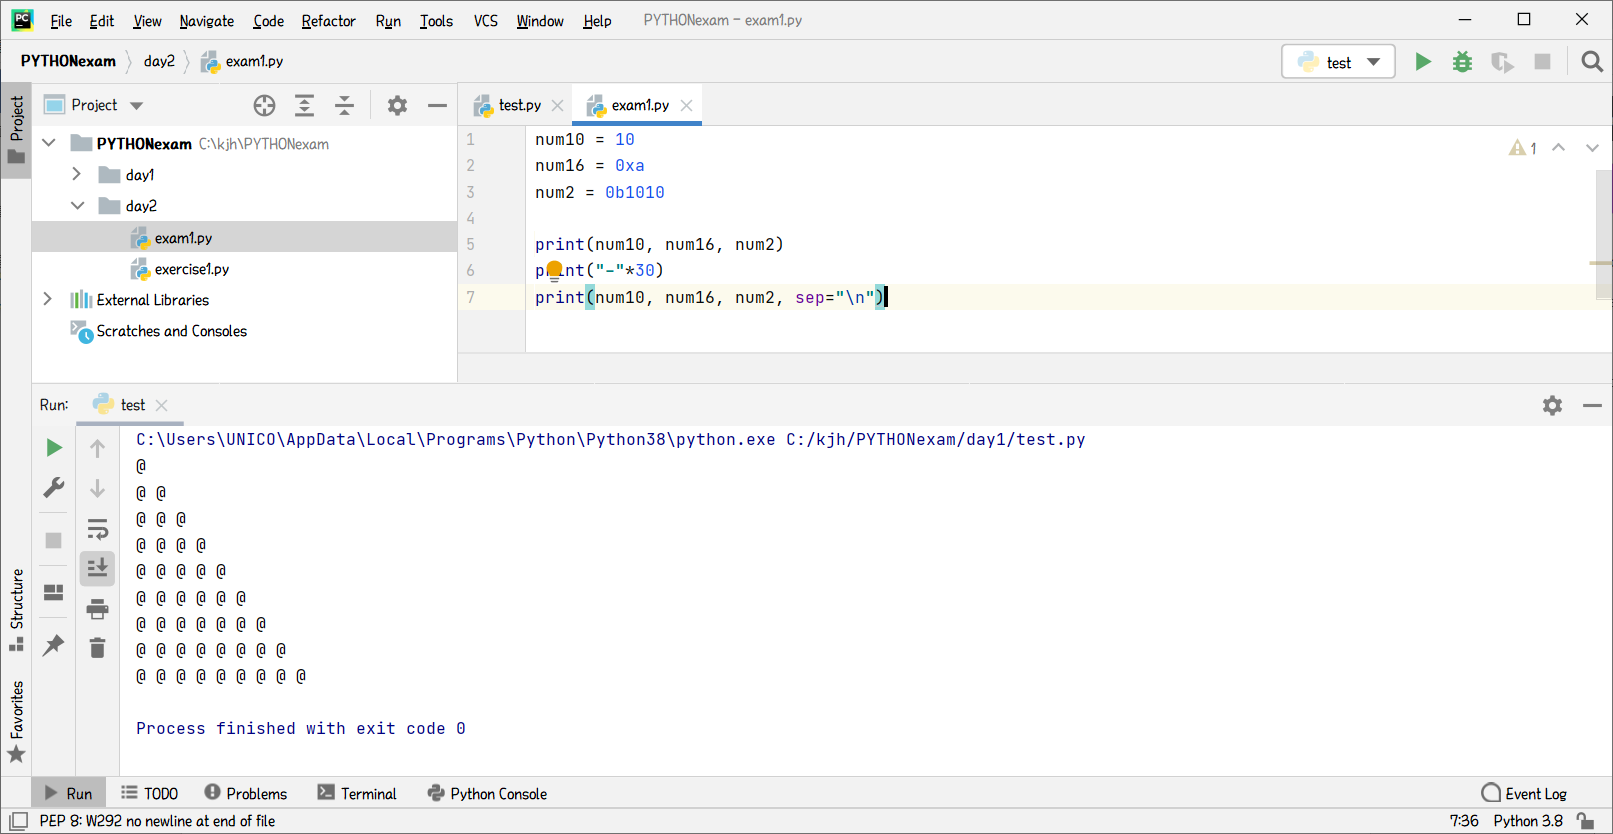 PC File Edit View Navigate Code Refactor Run Tools VCS Window Help PYTHONexam - exam1.py
PYTHONexam day2 exam1.py test
Project
Project
test.py exam1.py
PYTHONexam C:\kjh\PYTHONexam
day1
day2
exam1.py
exercise1.py
External Libraries
Scratches and Consoles
1 num10 = 10
2 num16 = 0xa
3 num2 = 0b1010
4
5 print(num10, num16, num2)
6 print("-"*30)
7 print(num10, num16, num2, sep="\n")
1
Run: test
C:\Users\UNICO\AppData\Local\Programs\Python\Python38\python.exe C:/kjh/PYTHONexam/day1/test.py
@
@ @
@ @ @
@ @ @ @
@ @ @ @ @
@ @ @ @ @ @
@ @ @ @ @ @ @
@ @ @ @ @ @ @ @
@ @ @ @ @ @ @ @ @
Process finished with exit code 0
Structure
Favorites
Run TODO Problems Terminal Python Console Event Log
PEP 8: W292 no newline at end of file 7:36 Python 3.8